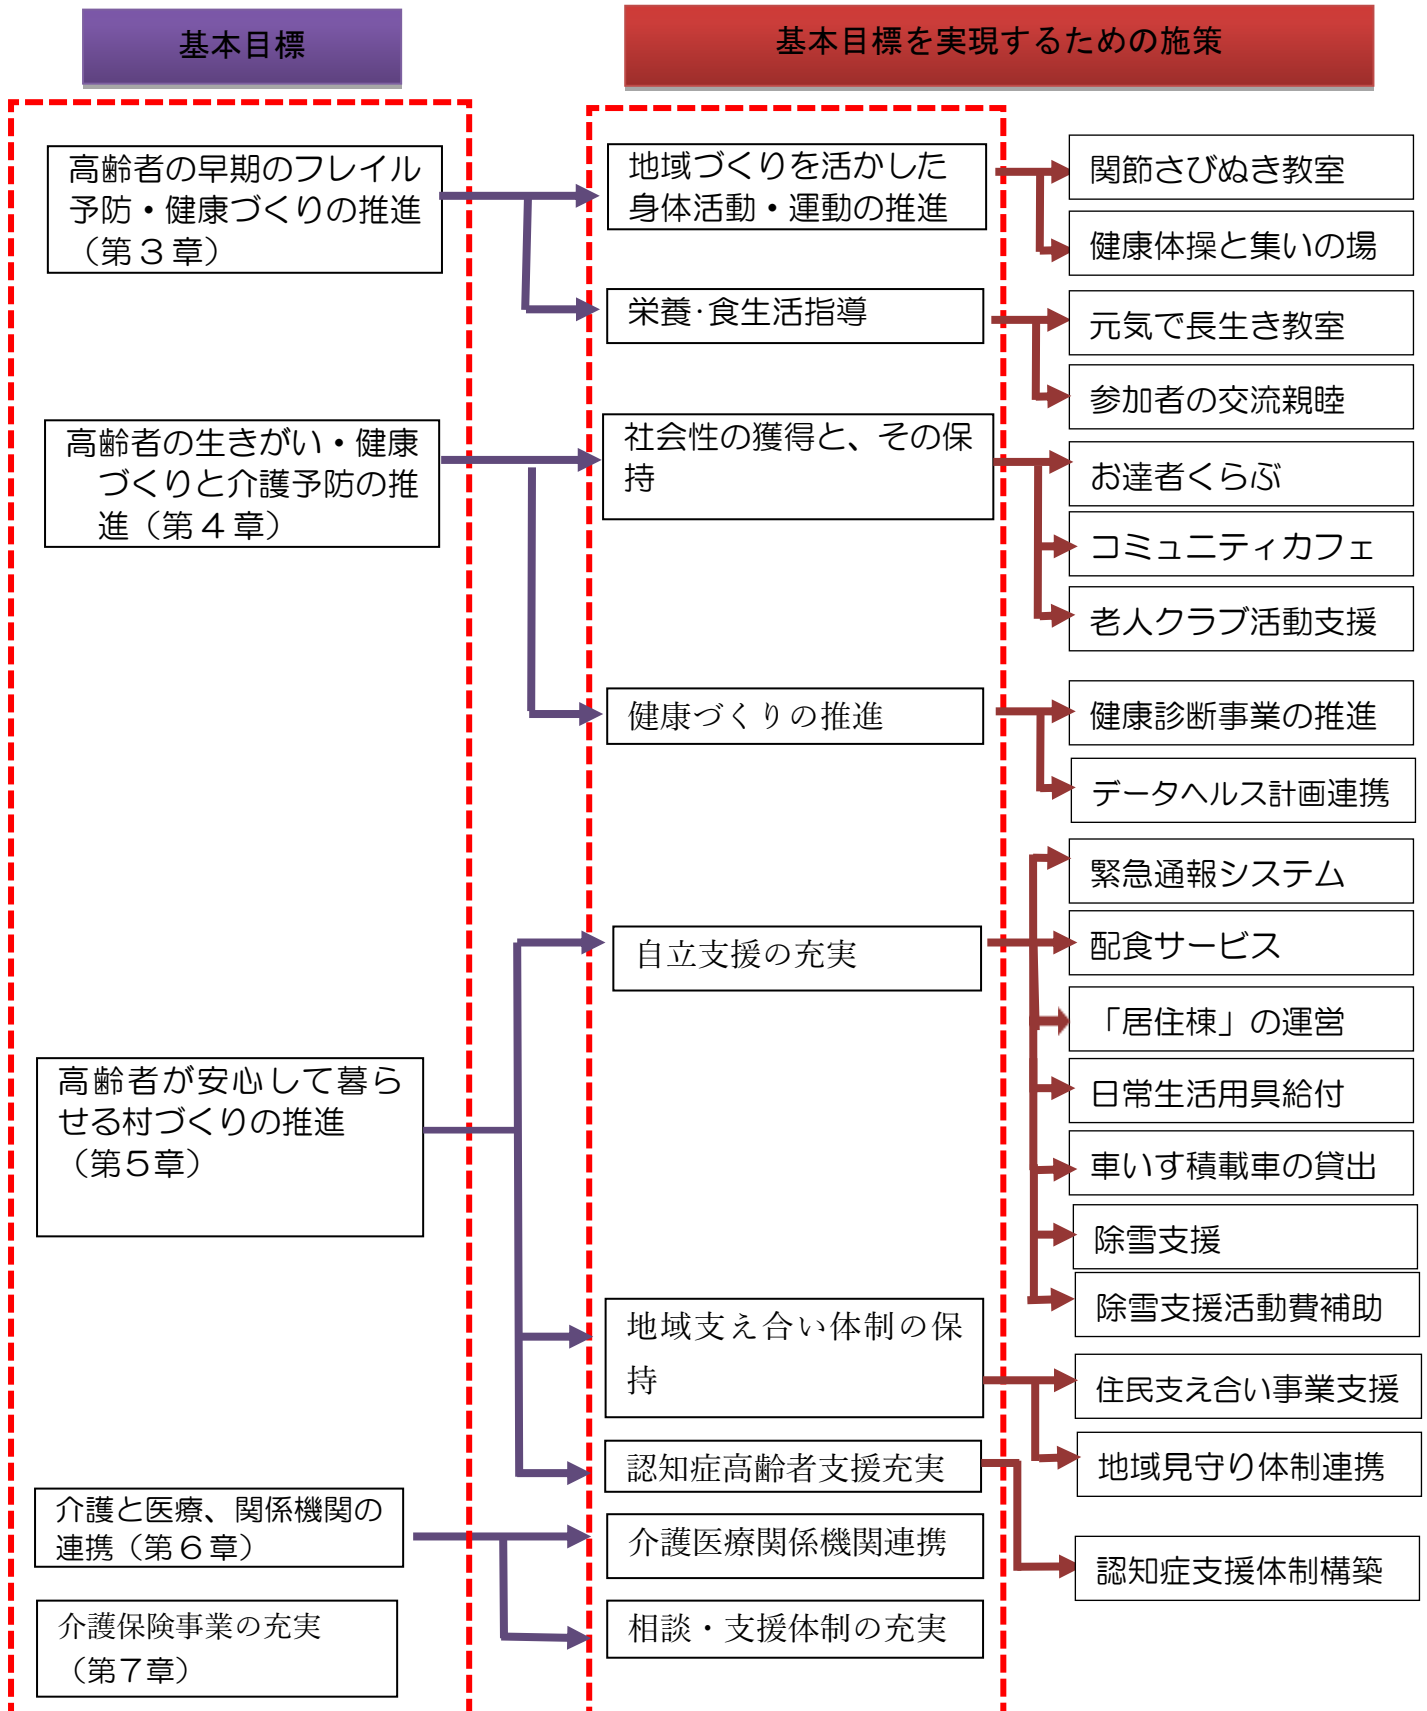 基本目標
基本目標を実現するための施策
高齢者の早期のフレイル
予防・健康づくりの推進
（第３章）
高齢者の生きがい・健康
づくりと介護予防の推
進（第４章）
高齢者が安心して暮ら
せる村づくりの推進
（第５章）
介護と医療、関係機関の
連携（第６章）
介護保険事業の充実
（第７章）
地域づくりを活かした
身体活動・運動の推進
栄養･食生活指導
社会性の獲得と、その保
持
健康づくりの推進
自立支援の充実
地域支え合い体制の保
持
認知症高齢者支援充実
介護医療関係機関連携
相談・支援体制の充実
関節さびぬき教室
健康体操と集いの場
元気で長生き教室
参加者の交流親睦
お達者くらぶ
コミュニティカフェ
老人クラブ活動支援
健康診断事業の推進
データヘルス計画連携
緊急通報システム
配食サービス
「居住棟」の運営
日常生活用具給付
車いす積載車の貸出
除雪支援
除雪支援活動費補助
住民支え合い事業支援
地域見守り体制連携
認知症支援体制構築